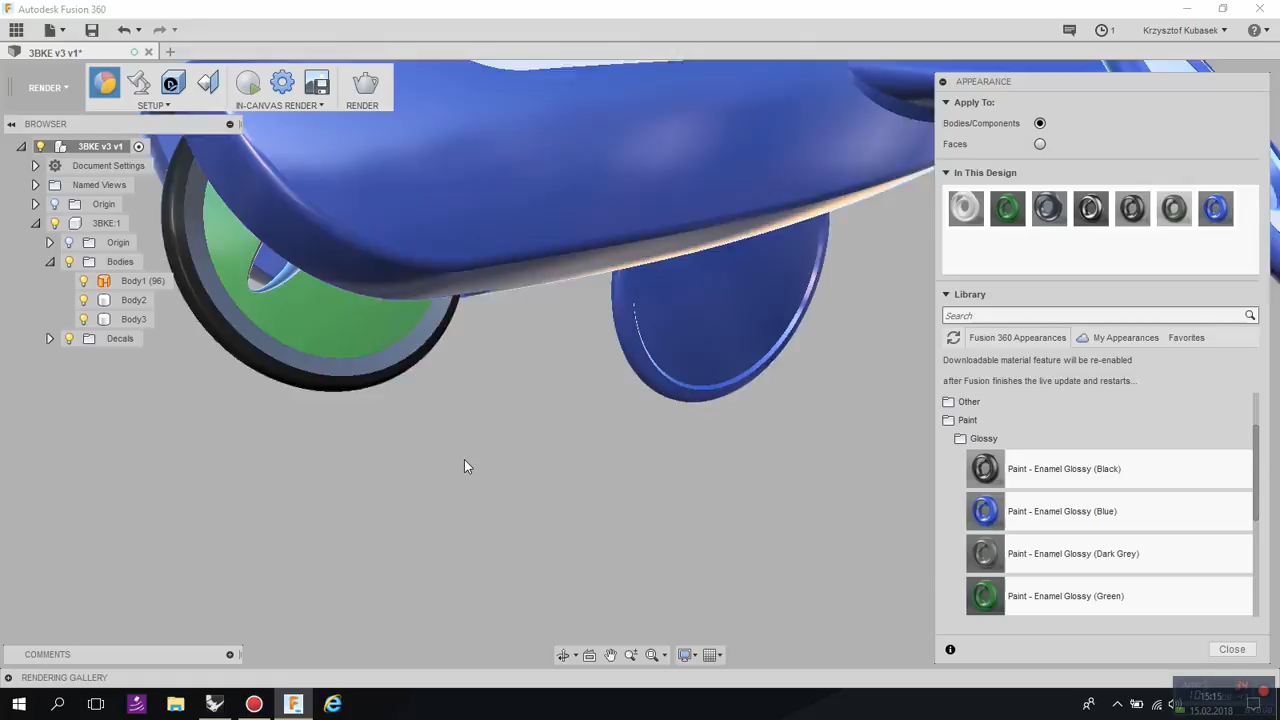 Autodesk Fusion 360
Krzysztof Kubasek
1
3BKE v3 v1*
RENDER
SETUP
IN-CANVAS RENDER
RENDER
BROWSER
3BKE v3 v1
Document Settings
Named Views
Origin
3BKE:1
Origin
Bodies
Body1 (96)
Body2
Body3
Decals
APPEARANCE
Apply To:
Bodies/Components
Faces
In This Design
Library
Search
Fusion 360 Appearances
My Appearances
Favorites
Downloadable material feature will be re-enabled
after Fusion finishes the live update and restarts...
Other
Paint
Glossy
Paint - Enamel Glossy (Black)
Paint - Enamel Glossy (Blue)
Paint - Enamel Glossy (Dark Grey)
Paint - Enamel Glossy (Green)
Close
COMMENTS
RENDERING GALLERY
15:15
15.02.2018